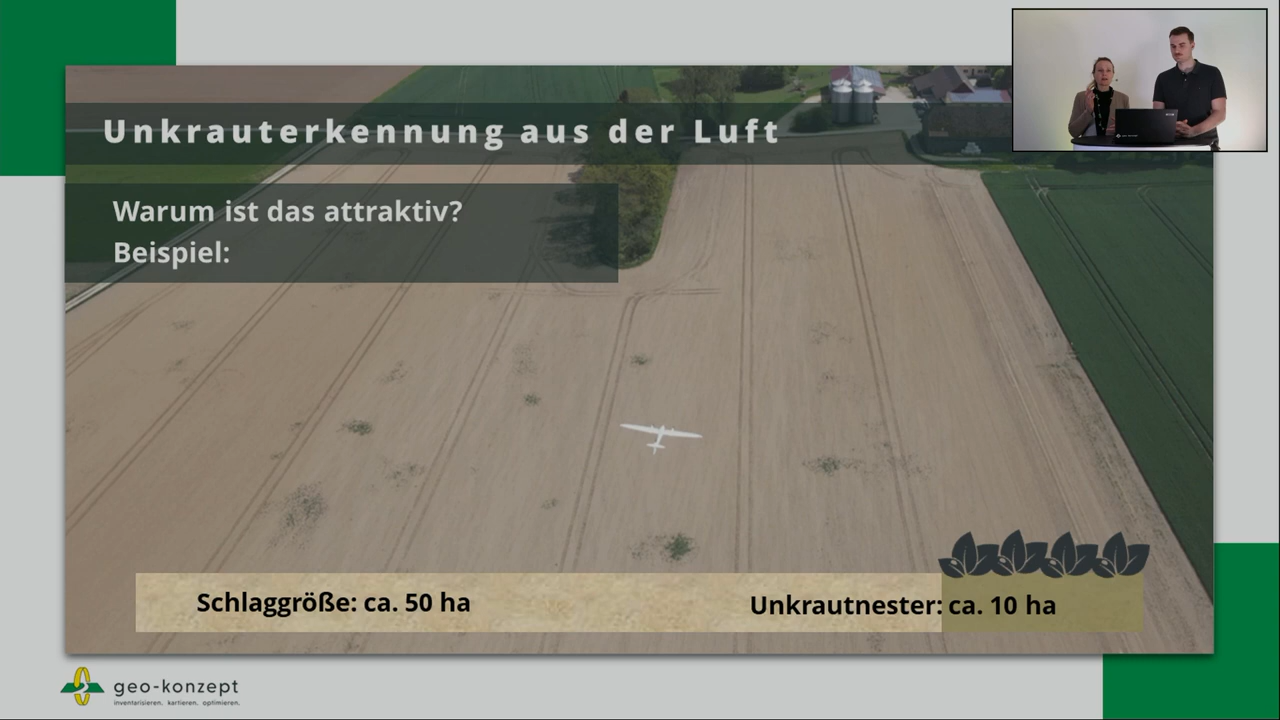 Unkrauterkennung aus der Luft
Warum ist das attraktiv?
Beispiel:
Schlaggröße: ca. 50 ha
Unkrautnester: ca. 10 ha
geo-konzept
inventarisieren. kartieren. optimieren.